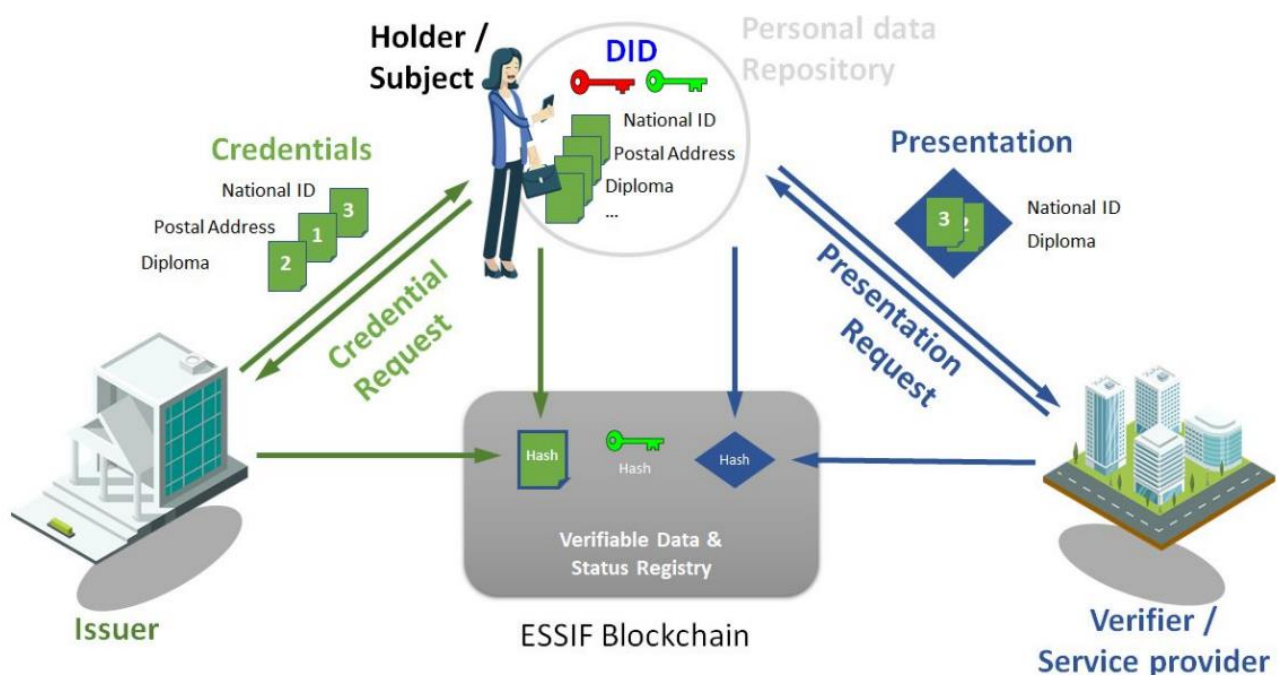 Holder /
Subject
DID
Personal data
Repository
National ID
Postal Address
Diploma
...
Credentials
National ID
Postal Address
Diploma
3
1
2
Presentation
3
2
National ID
Diploma
Credential
Request
Presentation
Request
Hash
Hash
Hash
Verifiable Data &
Status Registry
Issuer
ESSIF Blockchain
Verifier /
Service provider